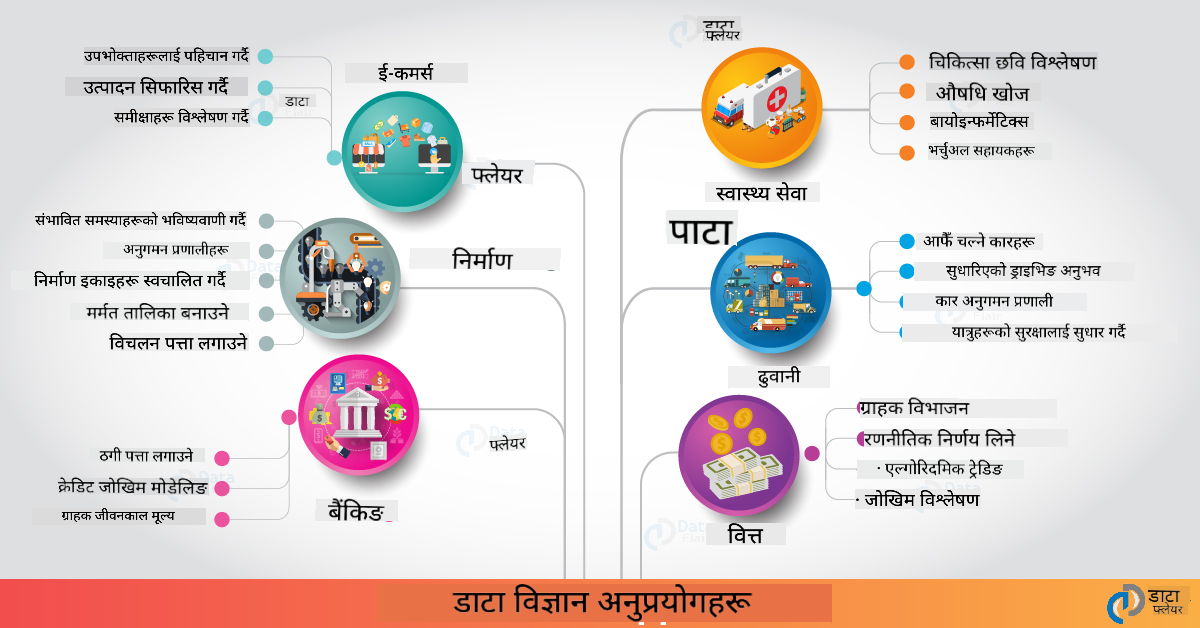 उपभोक्ताहरूलाई पहिचान गर्दै
उत्पादन सिफारिस गर्दै
डाटा
समीक्षाहरू विश्लेषण गर्दै
ई-कमर्स
फ्लेयर
संभावित समस्याहरूको भविष्यवाणी गर्दै
अनुगमन प्रणालीहरू
निर्माण इकाइहरू स्वचालित गर्दै
मर्मत तालिका बनाउने
विचलन पत्ता लगाउने
निर्माण
ठगी पत्ता लगाउने
क्रेडिट जोखिम मोडेलिङ
ग्राहक जीवनकाल मूल्य
बैंकिङ
Data
फ्लेयर
डाटा
फ्लेयर
चिकित्सा छवि विश्लेषण
औषधि खोज
बायोइन्फर्मेटिक्स
भर्चुअल सहायकहरू
स्वास्थ्य सेवा
पाटा
आफैँ चल्ने कारहरू
सुधारिएको ड्राइभिङ अनुभव
कार अनुगमन प्रणाली
यात्रुहरूको सुरक्षालाई सुधार गर्दै
ढुवानी
ग्राहक विभाजन
रणनीतिक निर्णय लिने
· एल्गोरिदमिक ट्रेडिङ
· जोखिम विश्लेषण
Data
Flair
वित्त
डाटा विज्ञान अनुप्रयोगहरू
डाटा
फ्लेयर